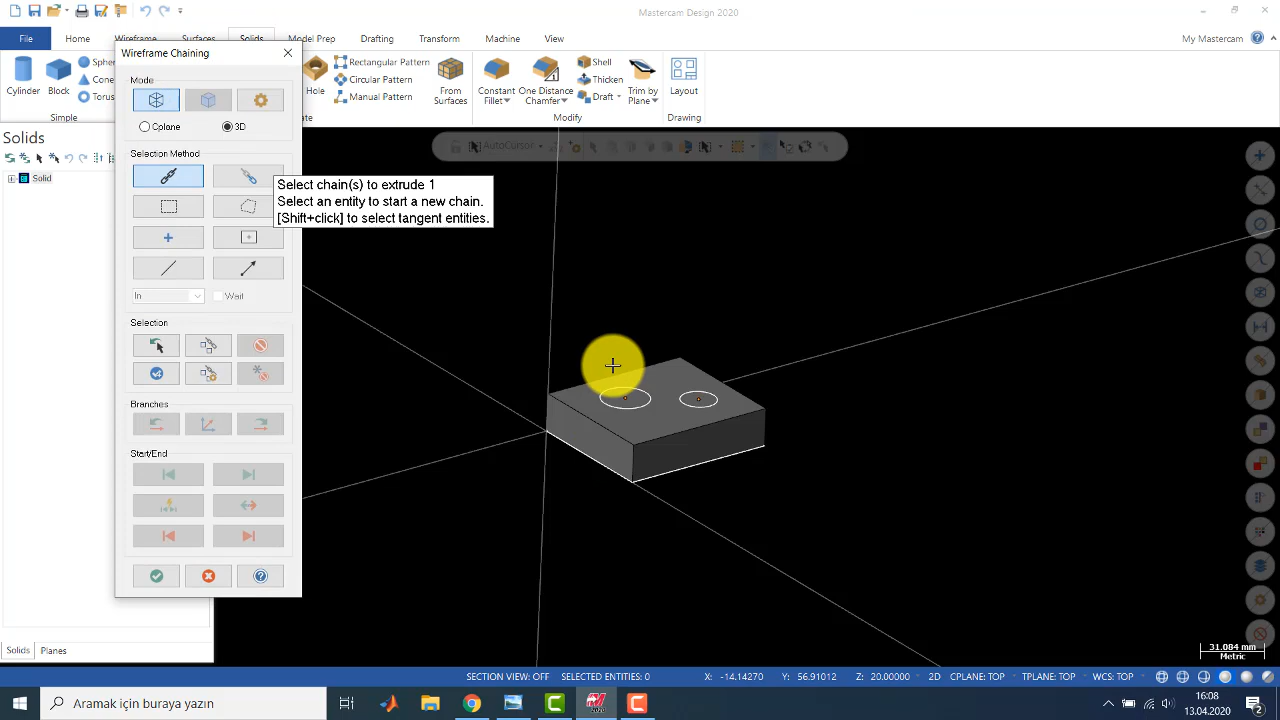 Mastercam Design 2020
File
Home
Wireframe
Surfaces
Solids
Model Prep
Drafting
Transform
Machine
View
My Mastercam
Wireframe Chaining
Mode
Cplane
3D
Selection Method
In
Wait
Selection
Branches
Start/End
Cylinder
Block
Simple
Hole
Rectangular Pattern
Circular Pattern
Manual Pattern
From
Surfaces
Constant
Fillet
One Distance
Chamfer
Shell
Thicken
Draft
Trim by
Plane
Modify
Layout
Drawing
Solids
Solid
AutoCursor
Select chain(s) to extrude 1
Select an entity to start a new chain.
[Shift+click] to select tangent entities.
31.084 mm
Metric
Solids
Planes
SECTION VIEW: OFF
SELECTED ENTITIES: 0
X: -14.14270
Y: 56.91012
Z: 20.00000
2D
CPLANE: TOP
TPLANE: TOP
WCS: TOP
Aramak için buraya yazın
2020
16:08
13.04.2020
2